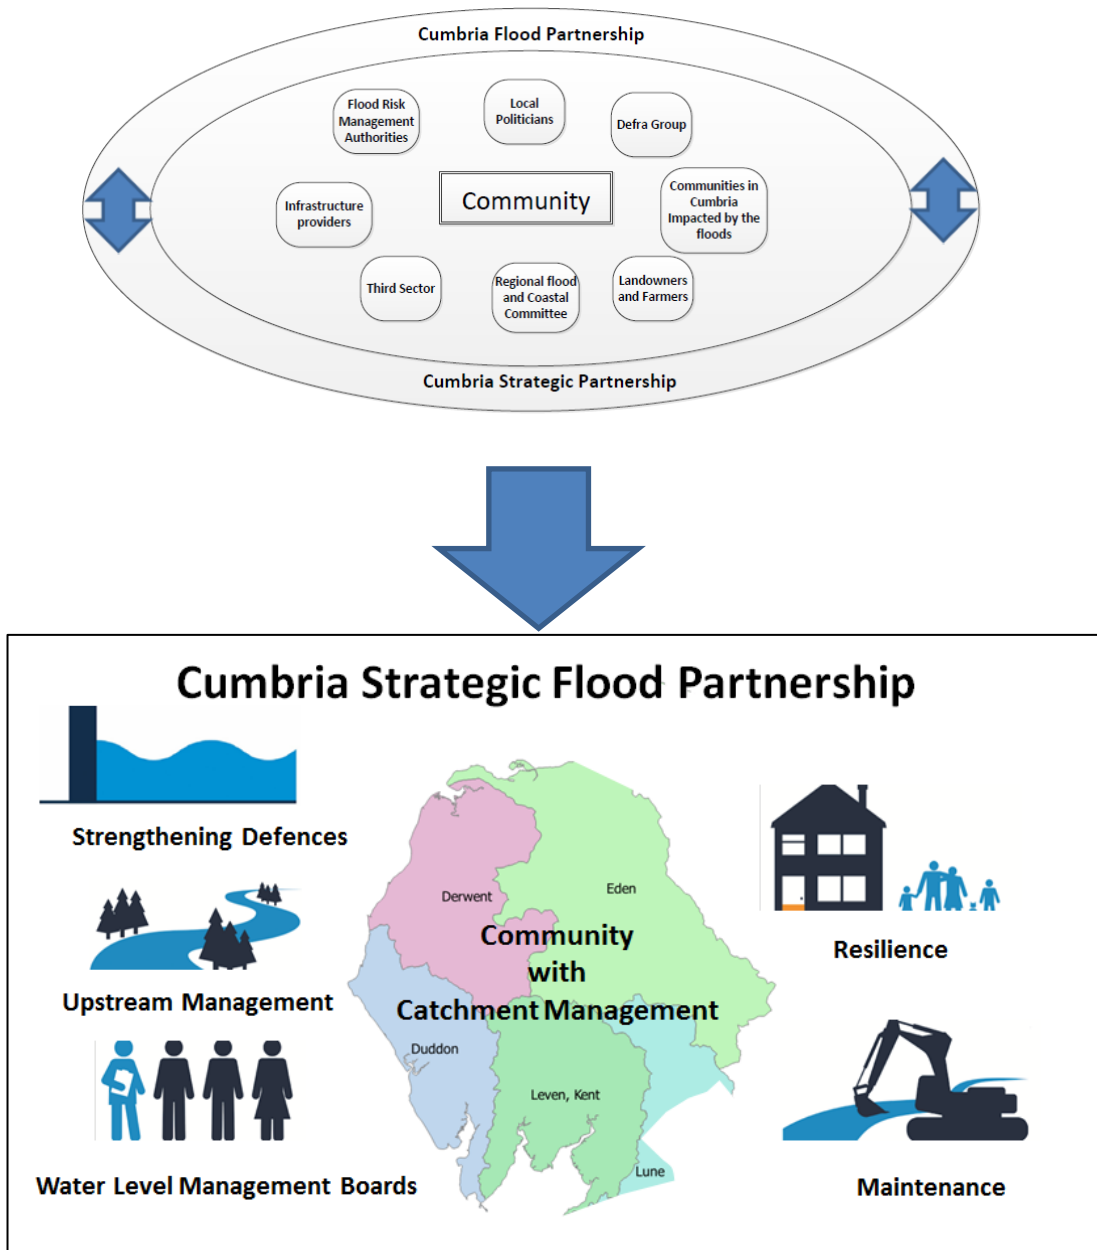 Cumbria Flood Partnership
Flood Risk
Management
Authorities
Local
Politicians
Defra Group
Infrastructure
providers
Community
Communities in
Cumbria
Impacted by the
floods
Third Sector
Regional flood
and Coastal
Committee
Landowners
and Farmers
Cumbria Strategic Partnership
Cumbria Strategic Flood Partnership
Strengthening Defences
Upstream Management
Water Level Management Boards
Derwent
Eden
Community
with
Catchment Management
Duddon
Leven, Kent
Lune
Resilience
Maintenance